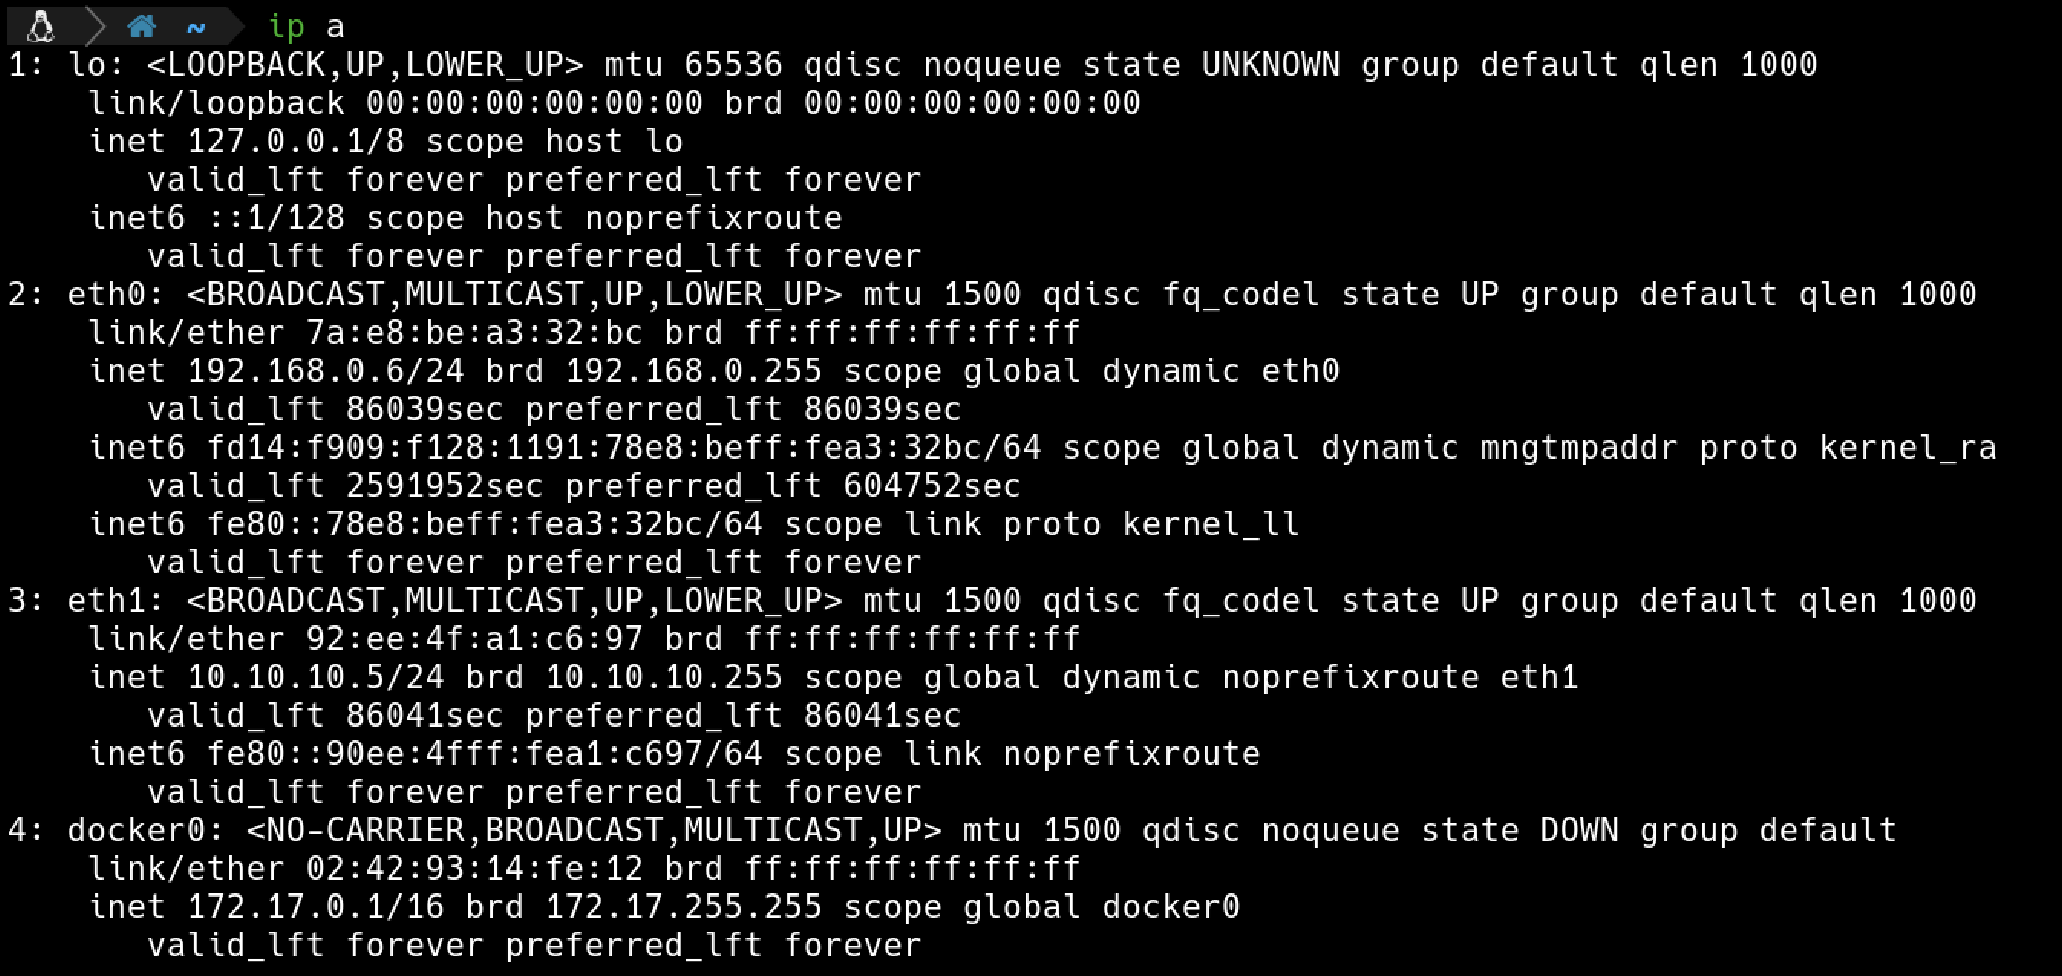 ~ ip a
1: lo: <LOOPBACK,UP,LOWER_UP> mtu 65536 qdisc noqueue state UNKNOWN group default qlen 1000
link/loopback 00:00:00:00:00:00 brd 00:00:00:00:00:00
inet 127.0.0.1/8 scope host lo
valid_lft forever preferred_lft forever
inet6 ::1/128 scope host noprefixroute
valid_lft forever preferred_lft forever
2: eth0: <BROADCAST,MULTICAST,UP,LOWER_UP> mtu 1500 qdisc fq_codel state UP group default qlen 1000
link/ether 7a:e8:be:a3:32:bc brd ff:ff:ff:ff:ff:ff
inet 192.168.0.6/24 brd 192.168.0.255 scope global dynamic eth0
valid_lft 86039sec preferred_lft 86039sec
inet6 fd14:f909:f128:1191:78e8:beff:fea3:32bc/64 scope global dynamic mngtmpaddr proto kernel_ra
valid_lft 2591952sec preferred_lft 604752sec
inet6 fe80::78e8:beff:fea3:32bc/64 scope link proto kernel_ll
valid_lft forever preferred_lft forever
3: eth1: <BROADCAST,MULTICAST,UP,LOWER_UP> mtu 1500 qdisc fq_codel state UP group default qlen 1000
link/ether 92:ee:4f:a1:c6:97 brd ff:ff:ff:ff:ff:ff
inet 10.10.10.5/24 brd 10.10.10.255 scope global dynamic noprefixroute eth1
valid_lft 86041sec preferred_lft 86041sec
inet6 fe80::90ee:4fff:fea1:c697/64 scope link noprefixroute
valid_lft forever preferred_lft forever
4: docker0: <NO-CARRIER,BROADCAST,MULTICAST,UP> mtu 1500 qdisc noqueue state DOWN group default
link/ether 02:42:93:14:fe:12 brd ff:ff:ff:ff:ff:ff
inet 172.17.0.1/16 brd 172.17.255.255 scope global docker0
valid_lft forever preferred_lft forever